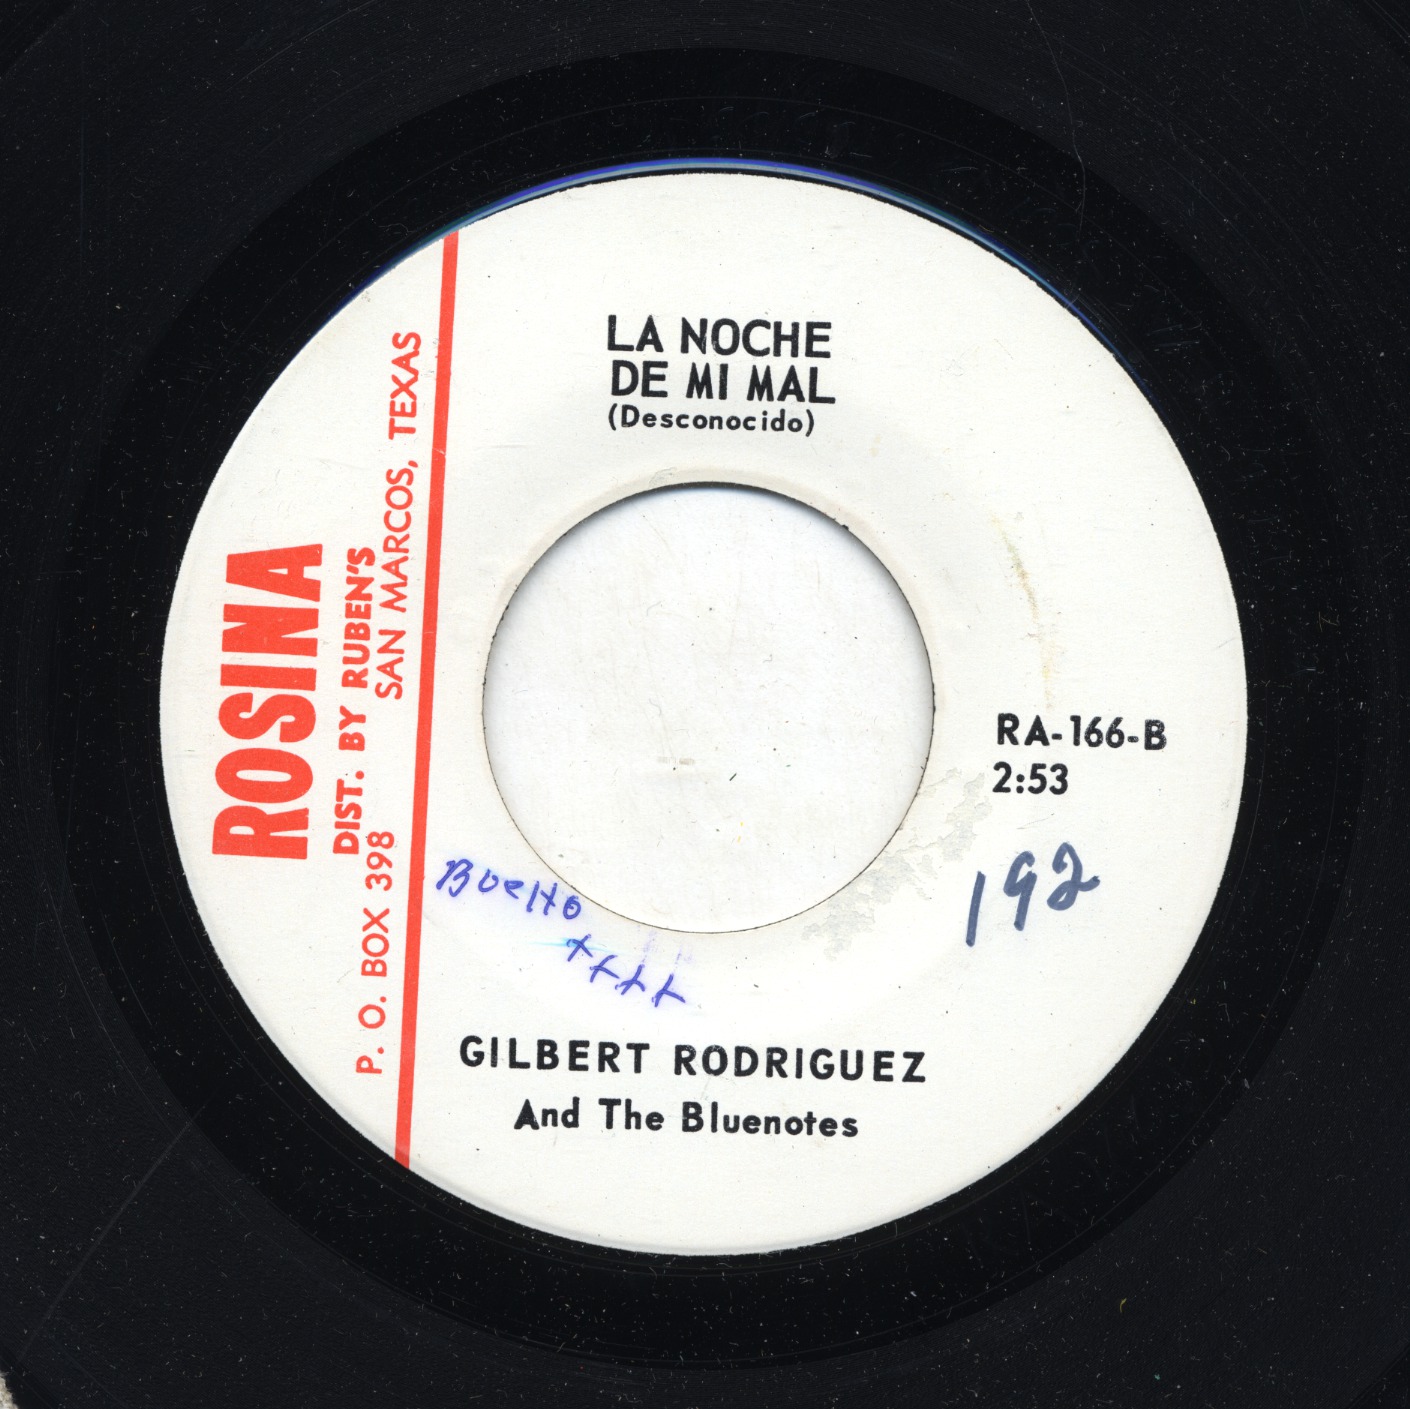 LA NOCHE
DE MI MAL
(Desconocido)
ROSINA
DIST. BY RUBEN'S
P. O. BOX 398 SAN MARCOS, TEXAS
RA-166-B
2:53
192
Buelto
++++
GILBERT RODRIGUEZ
And The Bluenotes